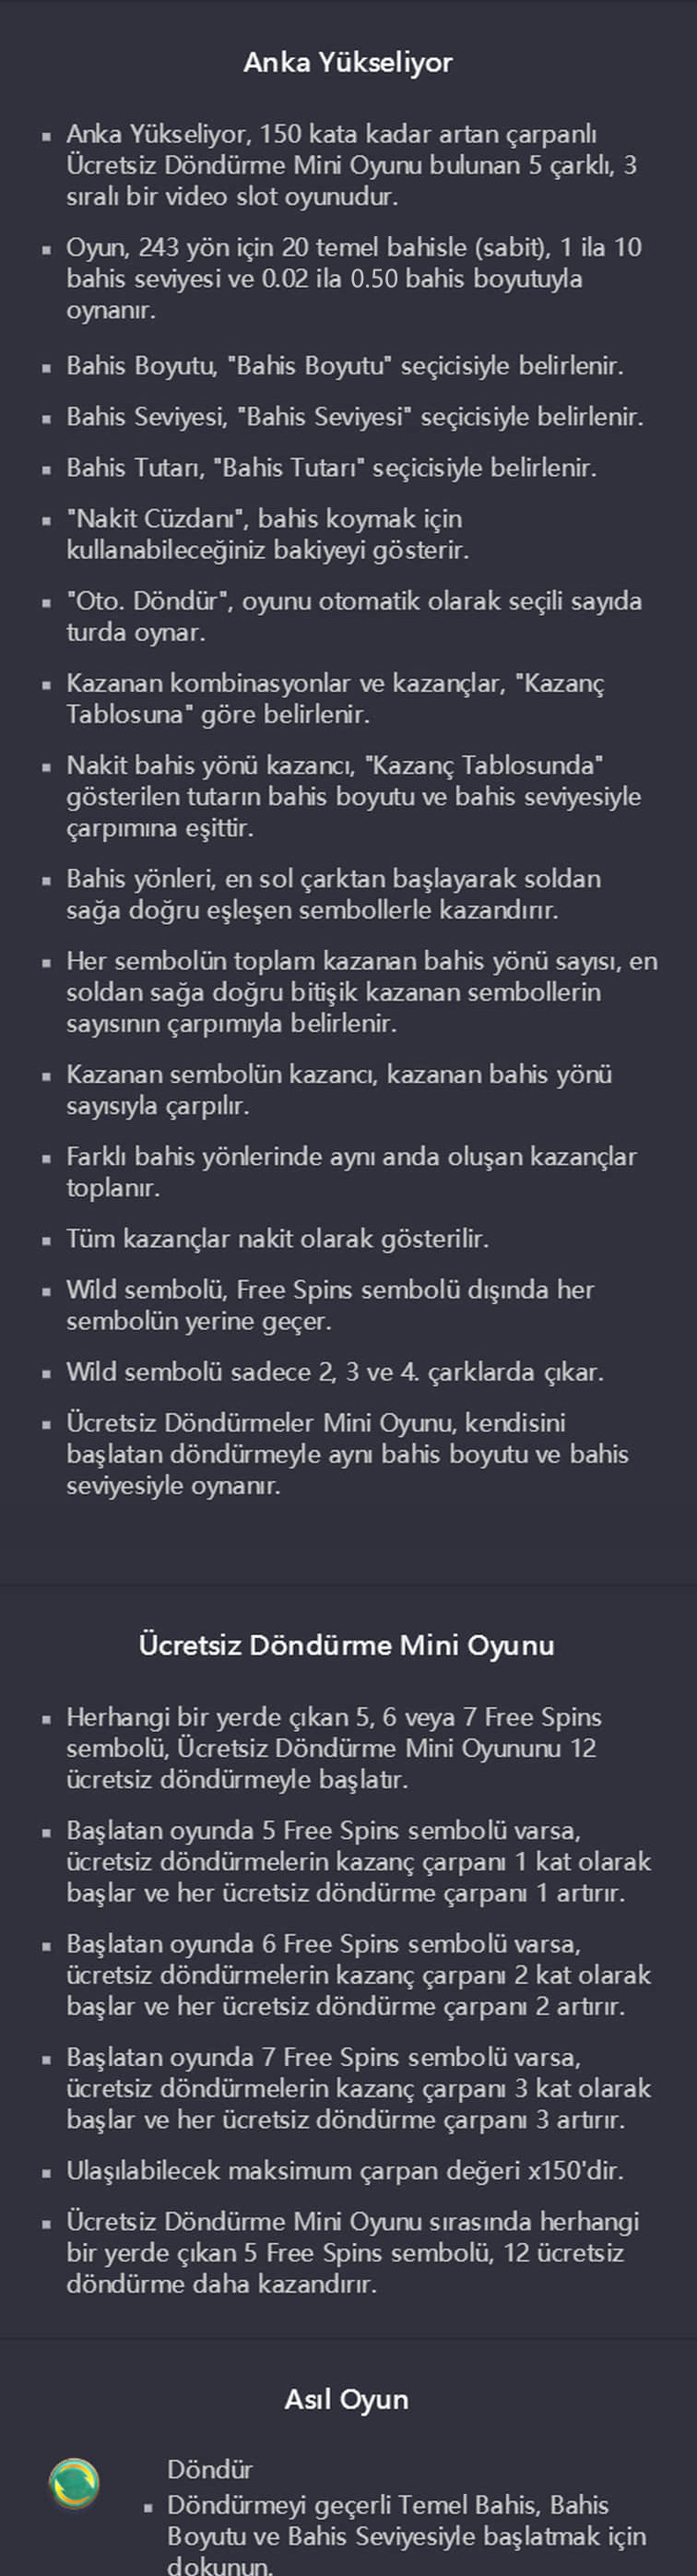 Anka Yükseliyor
Anka Yükseliyor, 150 kata kadar artan çarpanlı
Ücretsiz Döndürme Mini Oyunu bulunan 5 çarklı, 3
sıralı bir video slot oyunudur.
Oyun, 243 yön için 20 temel bahisle (sabit), 1 ila 10
bahis seviyesi ve 0.02 ila 0.50 bahis boyutuyla
oynanır.
Bahis Boyutu, "Bahis Boyutu" seçicisiyle belirlenir.
Bahis Seviyesi, "Bahis Seviyesi" seçicisiyle belirlenir.
Bahis Tutarı, "Bahis Tutarı" seçicisiyle belirlenir.
"Nakit Cüzdanı", bahis koymak için
kullanabileceğiniz bakiyeyi gösterir.
"Oto. Döndür", oyunu otomatik olarak seçili sayıda
turda oynar.
Kazanan kombinasyonlar ve kazançlar, "Kazanç
Tablosuna" göre belirlenir.
Nakit bahis yönü kazancı, "Kazanç Tablosunda"
gösterilen tutarın bahis boyutu ve bahis seviyesiyle
çarpımına eşittir.
Bahis yönleri, en sol çarktan başlayarak soldan
sağa doğru eşleşen sembollerle kazandırır.
Her sembolün toplam kazanan bahis yönü sayısı, en
soldan sağa doğru bitişik kazanan sembollerin
sayısının çarpımıyla belirlenir.
Kazanan sembolün kazancı, kazanan bahis yönü
sayısıyla çarpılır.
Farklı bahis yönlerinde aynı anda oluşan kazançlar
toplanır.
Tüm kazançlar nakit olarak gösterilir.
Wild sembolü, Free Spins sembolü dışında her
sembolün yerine geçer.
Wild sembolü sadece 2, 3 ve 4. çarklarda çıkar.
Ücretsiz Döndürmeler Mini Oyunu, kendisini
başlatan döndürmeyle aynı bahis boyutu ve bahis
seviyesiyle oynanır.
Ücretsiz Döndürme Mini Oyunu
Herhangi bir yerde çıkan 5, 6 veya 7 Free Spins
sembolü, Ücretsiz Döndürme Mini Oyununu 12
ücretsiz döndürmeyle başlatır.
Başlatan oyunda 5 Free Spins sembolü varsa,
ücretsiz döndürmelerin kazanç çarpanı 1 kat olarak
başlar ve her ücretsiz döndürme çarpanı 1 artırır.
Başlatan oyunda 6 Free Spins sembolü varsa,
ücretsiz döndürmelerin kazanç çarpanı 2 kat olarak
başlar ve her ücretsiz döndürme çarpanı 2 artırır.
Başlatan oyunda 7 Free Spins sembolü varsa,
ücretsiz döndürmelerin kazanç çarpanı 3 kat olarak
başlar ve her ücretsiz döndürme çarpanı 3 artırır.
Ulaşılabilecek maksimum çarpan değeri x150'dir.
Ücretsiz Döndürme Mini Oyunu sırasında herhangi
bir yerde çıkan 5 Free Spins sembolü, 12 ücretsiz
döndürme daha kazandırır.
Asıl Oyun
Döndür
Döndürmeyi geçerli Temel Bahis, Bahis
Boyutu ve Bahis Seviyesiyle başlatmak için
dokunun.